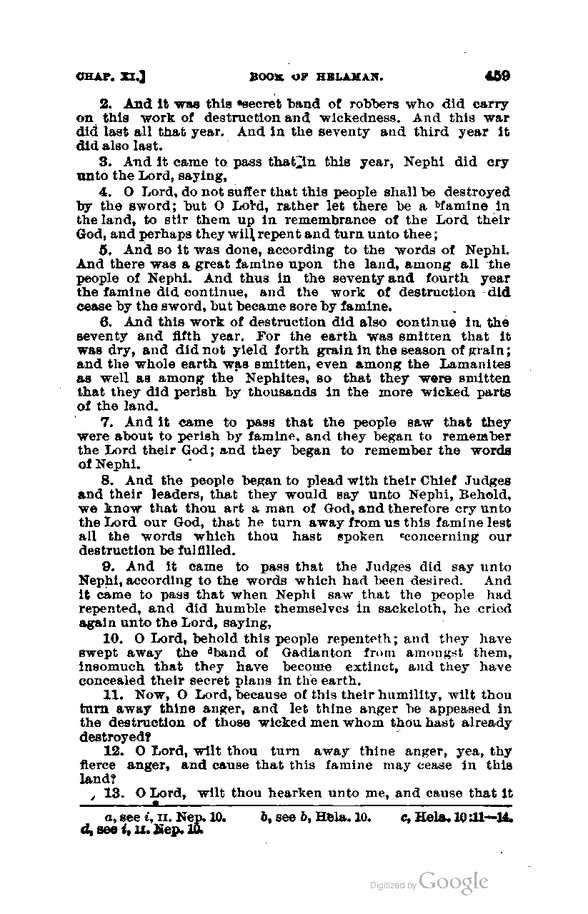 CHAP. XI.] BOOK OF HELAMAN. 459
2. And it was this ᵃsecret band of robbers who did carry
on this work of destruction and wickedness. And this war
did last all that year. And in the seventy and third year it
did also last.
3. And it came to pass that in this year, Nephi did cry
unto the Lord, saying,
4. O Lord, do not suffer that this people shall be destroyed
by the sword; but O Lord, rather let there be a ᵇfamine in
the land, to stir them up in remembrance of the Lord their
God, and perhaps they will repent and turn unto thee;
5. And so it was done, according to the words of Nephi.
And there was a great famine upon the land, among all the
people of Nephi. And thus in the seventy and fourth year
the famine did continue, and the work of destruction did
cease by the sword, but became sore by famine.
6. And this work of destruction did also continue in the
seventy and fifth year. For the earth was smitten that it
was dry, and did not yield forth grain in the season of grain;
and the whole earth was smitten, even among the Lamanites
as well as among the Nephites, so that they were smitten
that they did perish by thousands in the more wicked parts
of the land.
7. And it came to pass that the people saw that they
were about to perish by famine, and they began to remember
the Lord their God; and they began to remember the words
of Nephi.
8. And the people began to plead with their Chief Judges
and their leaders, that they would say unto Nephi, Behold,
we know that thou art a man of God, and therefore cry unto
the Lord our God, that he turn away from us this famine lest
all the words which thou hast spoken ᶜconcerning our
destruction be fulfilled.
9. And it came to pass that the Judges did say unto
Nephi, according to the words which had been desired. And
it came to pass that when Nephi saw that the people had
repented, and did humble themselves in sackcloth, he cried
again unto the Lord, saying,
10. O Lord, behold this people repenteth; and they have
swept away the ᵈband of Gadianton from amongst them,
insomuch that they have become extinct, and they have
concealed their secret plans in the earth.
11. Now, O Lord, because of this their humility, wilt thou
turn away thine anger, and let thine anger be appeased in
the destruction of those wicked men whom thou hast already
destroyed?
12. O Lord, wilt thou turn away thine anger, yea, thy
fierce anger, and cause that this famine may cease in this
land?
13. O Lord, wilt thou hearken unto me, and cause that it
a, see i, II. Nep. 10. b, see b, Hela. 10. c, Hela. 10:11—14.
d, see i, II. Nep. 10.
Digitized by Google